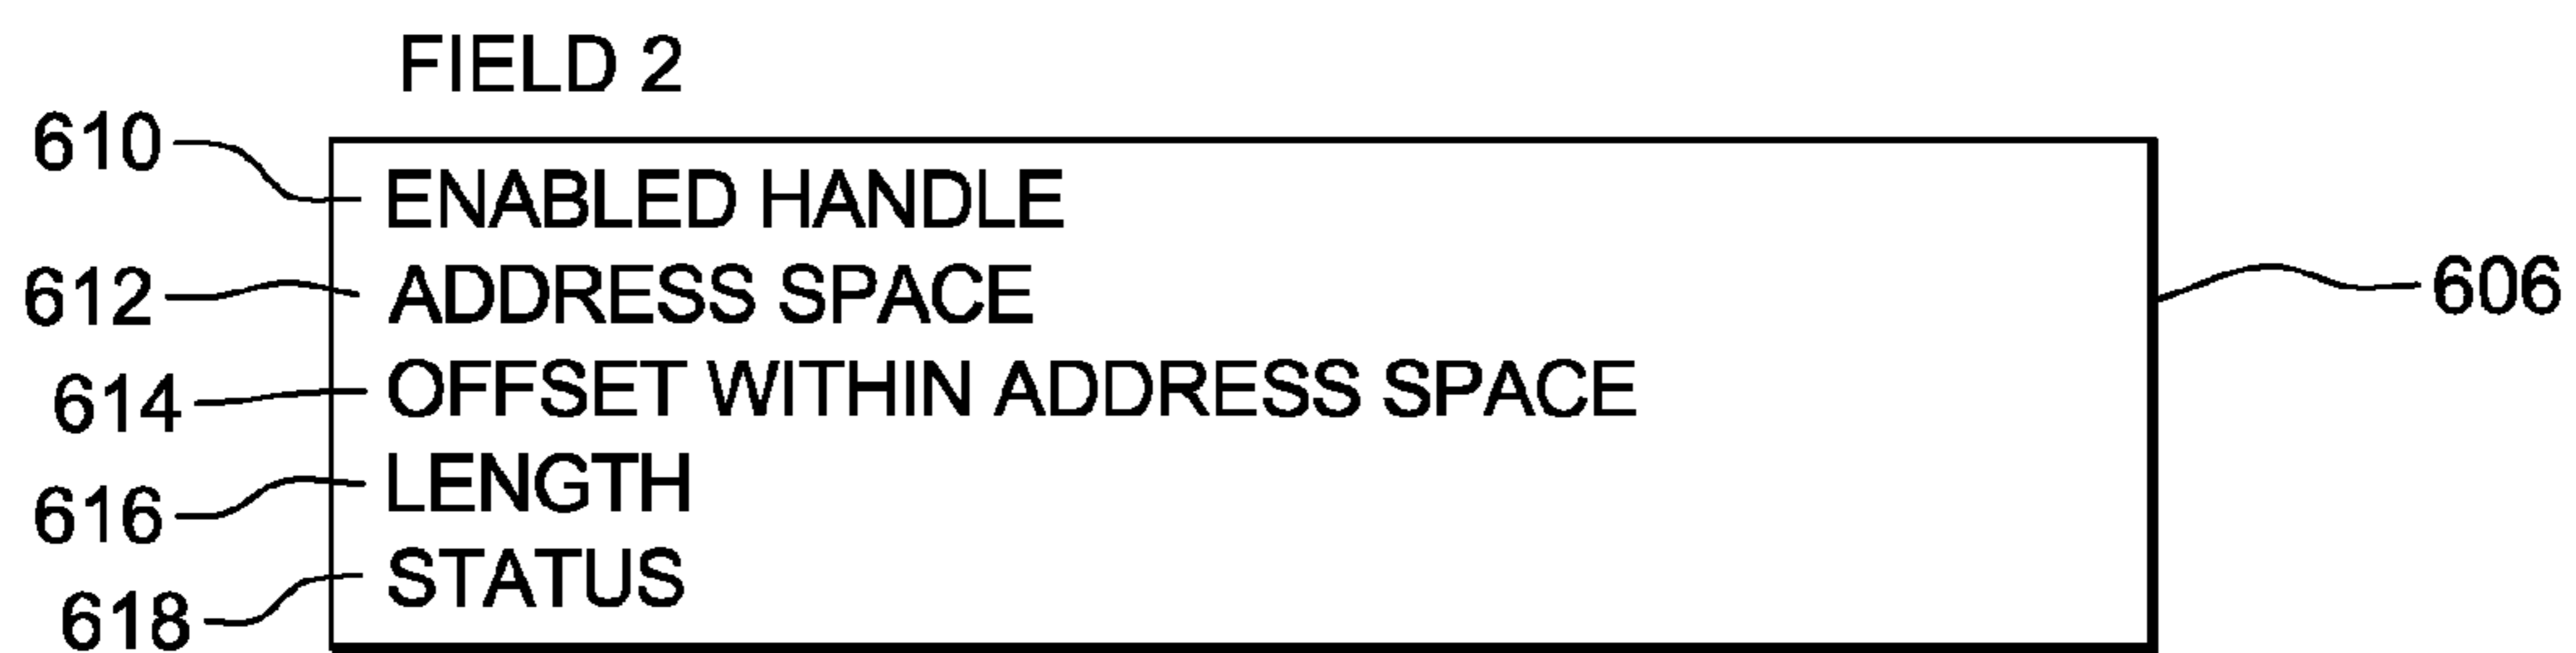 FIELD 2
610 ENABLED HANDLE
612 ADDRESS SPACE 606
614 OFFSET WITHIN ADDRESS SPACE
616 LENGTH
618 STATUS